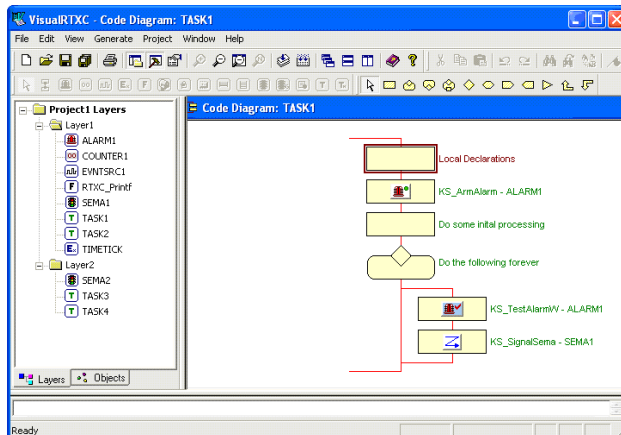 VisualRTXC - Code Diagram: TASK1
File Edit View Generate Project Window Help
Project1 Layers
Layer1
ALARM1
COUNTER1
EVNTSRC1
RTXC_Printf
SEMA1
TASK1
TASK2
TIMETICK
Layer2
SEMA2
TASK3
TASK4
Layers Objects
Code Diagram: TASK1
Local Declarations
KS_ArmAlarm - ALARM1
Do some inital processing
Do the following forever
KS_TestAlarmW - ALARM1
KS_SignalSema - SEMA1
Ready